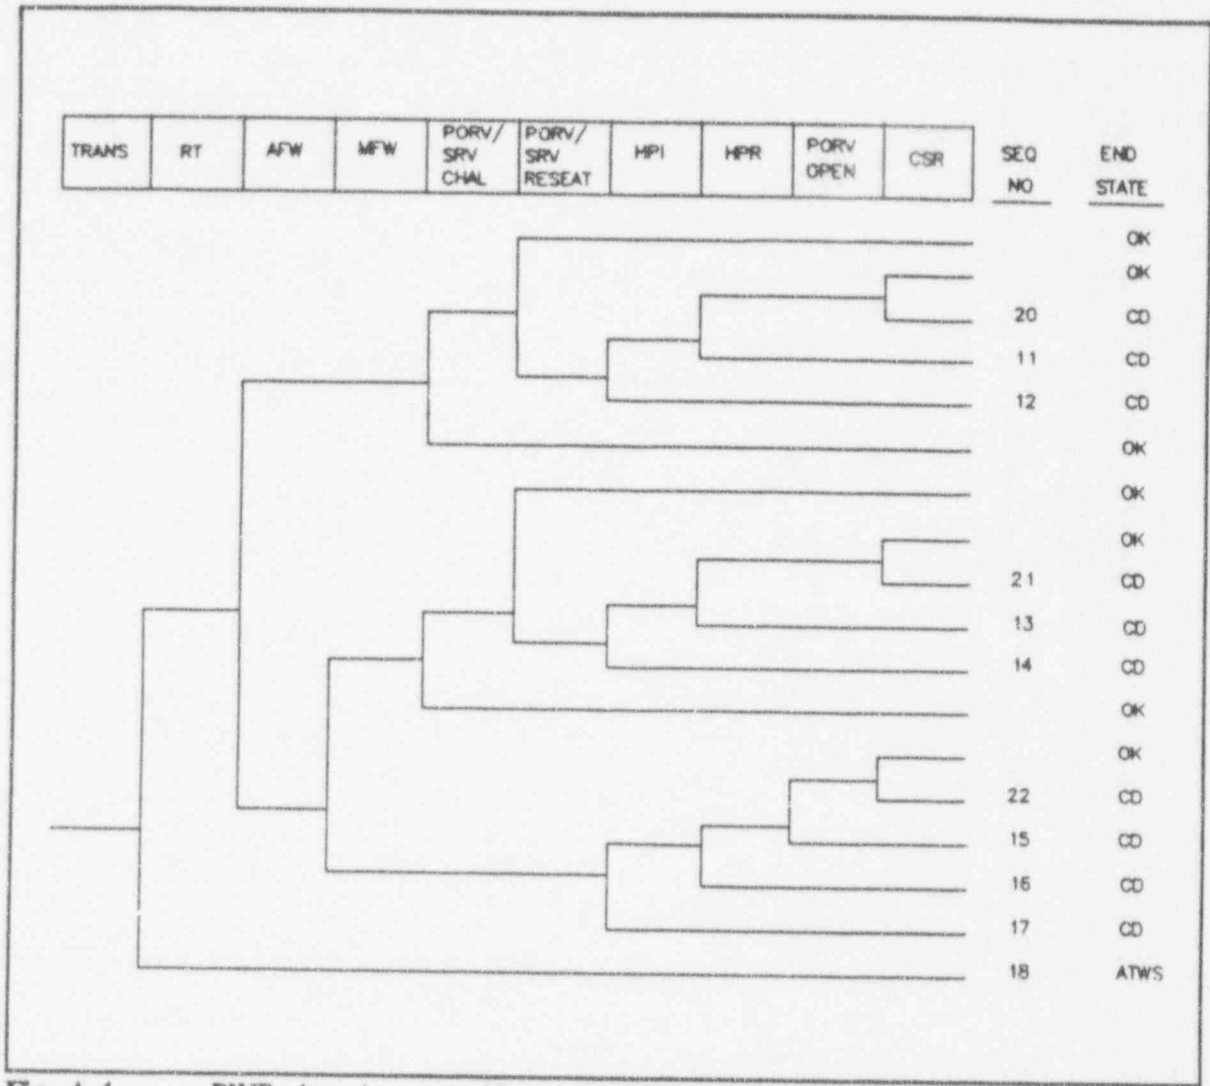 TRANS RT AFW MFW PORV/ SRV CHAL PORV/ SRV RESEAT HPI HPR PORV OPEN CSR SEQ NO END STATE
OK
OK
20 CD
11 CD
12 CD
OK
OK
OK
21 CD
13 CD
14 CD
OK
OK
22 CD
15 CD
16 CD
17 CD
18 ATWS